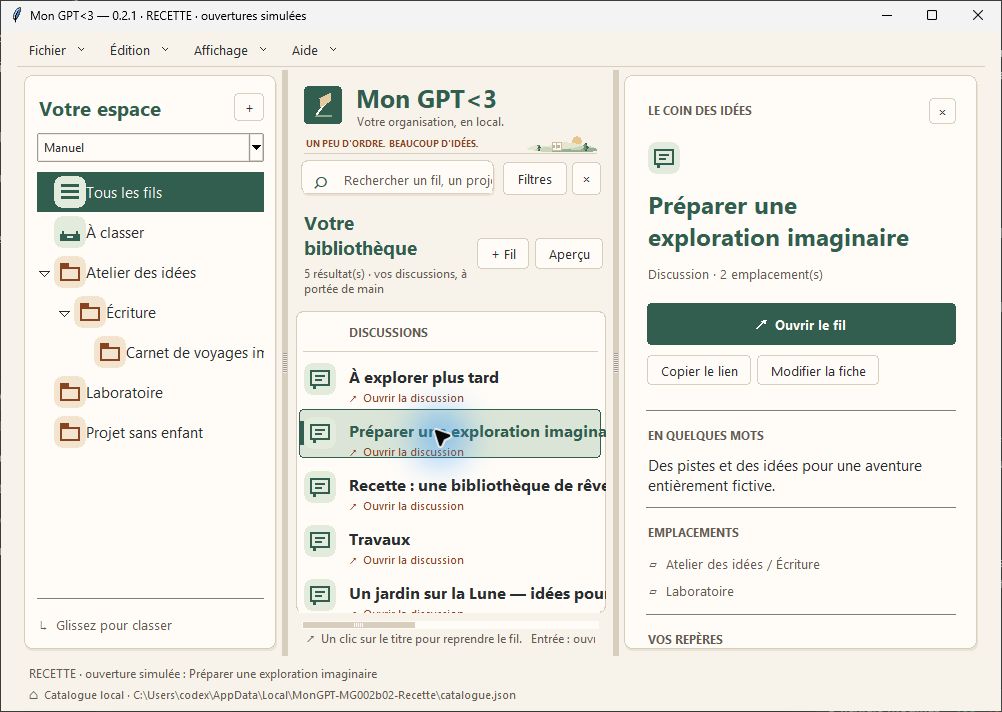 Mon GPT<3 — 0.2.1 · RECETTE · ouvertures simulées
Fichier Édition Affichage Aide
Votre espace
+
Manuel
Tous les fils
À classer
Atelier des idées
Écriture
Carnet de voyages im
Laboratoire
Projet sans enfant
Glissez pour classer
Mon GPT<3
Votre organisation, en local.
UN PEU D'ORDRE. BEAUCOUP D'IDÉES.
Rechercher un fil, un proj
Filtres
×
Votre
bibliothèque
+ Fil
Aperçu
5 résultat(s) · vos discussions, à
portée de main
DISCUSSIONS
À explorer plus tard
↗ Ouvrir la discussion
Préparer une exploration imagina
↗ Ouvrir la discussion
Recette : une bibliothèque de rêve
↗ Ouvrir la discussion
Travaux
↗ Ouvrir la discussion
Un jardin sur la Lune — idées pour
↗ Ouvrir la discussion
↗ Un clic sur le titre pour reprendre le fil. Entrée : ouvr
LE COIN DES IDÉES
×
Préparer une
exploration imaginaire
Discussion · 2 emplacement(s)
↗ Ouvrir le fil
Copier le lien
Modifier la fiche
EN QUELQUES MOTS
Des pistes et des idées pour une aventure
entièrement fictive.
EMPLACEMENTS
Atelier des idées / Écriture
Laboratoire
VOS REPÈRES
RECETTE · ouverture simulée : Préparer une exploration imaginaire
Catalogue local · C:\Users\codex\AppData\Local\MonGPT-MG002b02-Recette\catalogue.json